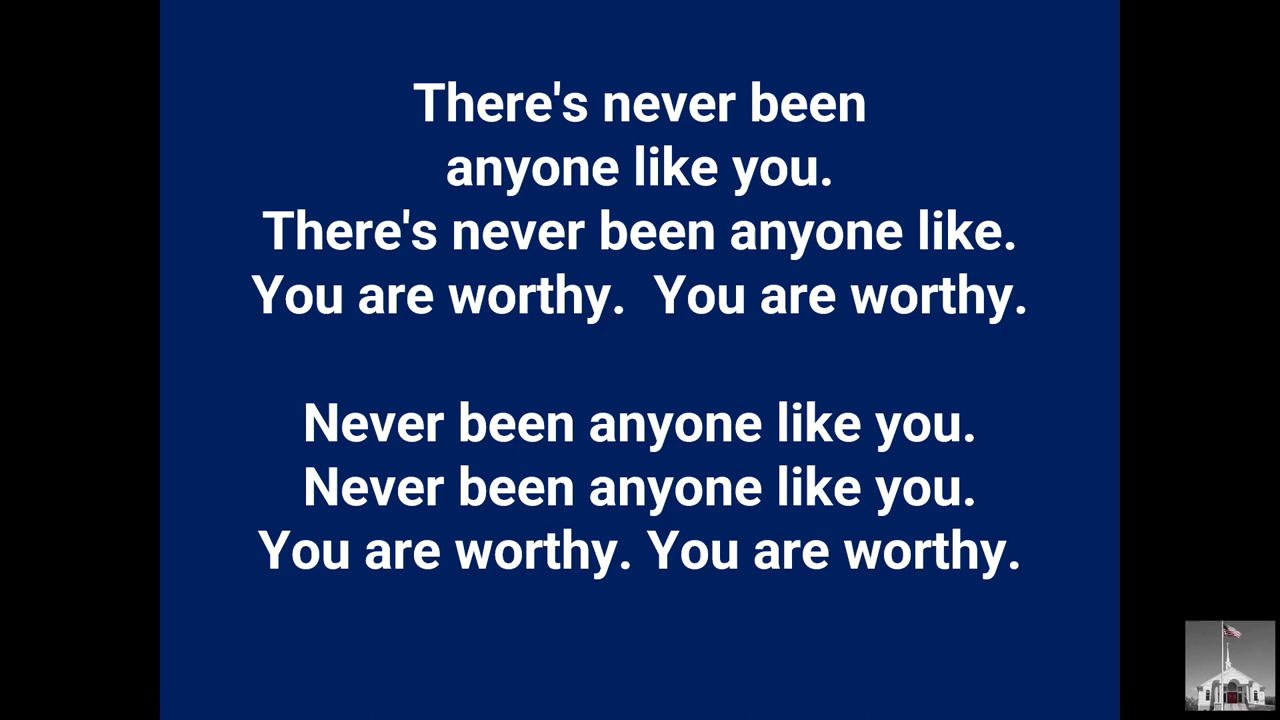 There's never been
anyone like you.
There's never been anyone like.
You are worthy.  You are worthy.
Never been anyone like you.
Never been anyone like you.
You are worthy. You are worthy.